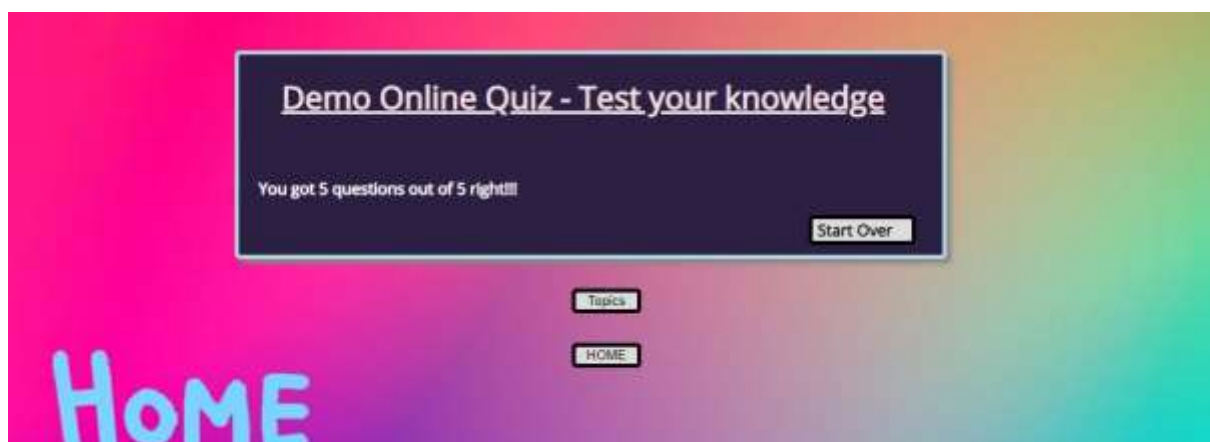 Demo Online Quiz - Test your knowledge
You got 5 questions out of 5 right!!!
Start Over
Topics
HOME
HOME